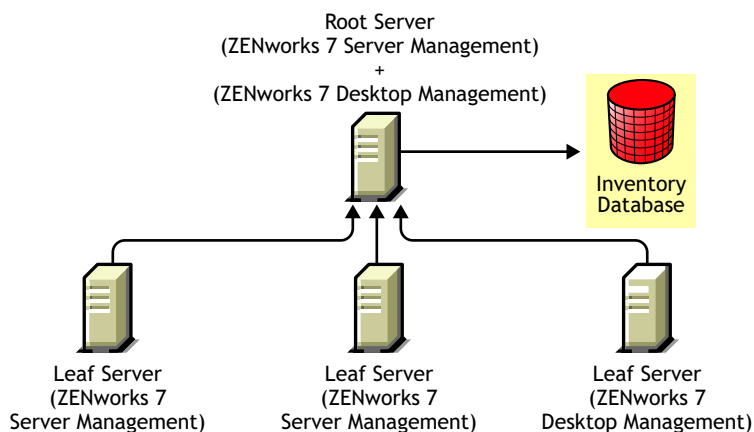 Root Server
(ZENworks 7 Server Management)
+
(ZENworks 7 Desktop Management)
Inventory
Database
Leaf Server
(ZENworks 7
Server Management)
Leaf Server
(ZENworks 7
Server Management)
Leaf Server
(ZENworks 7
Desktop Management)